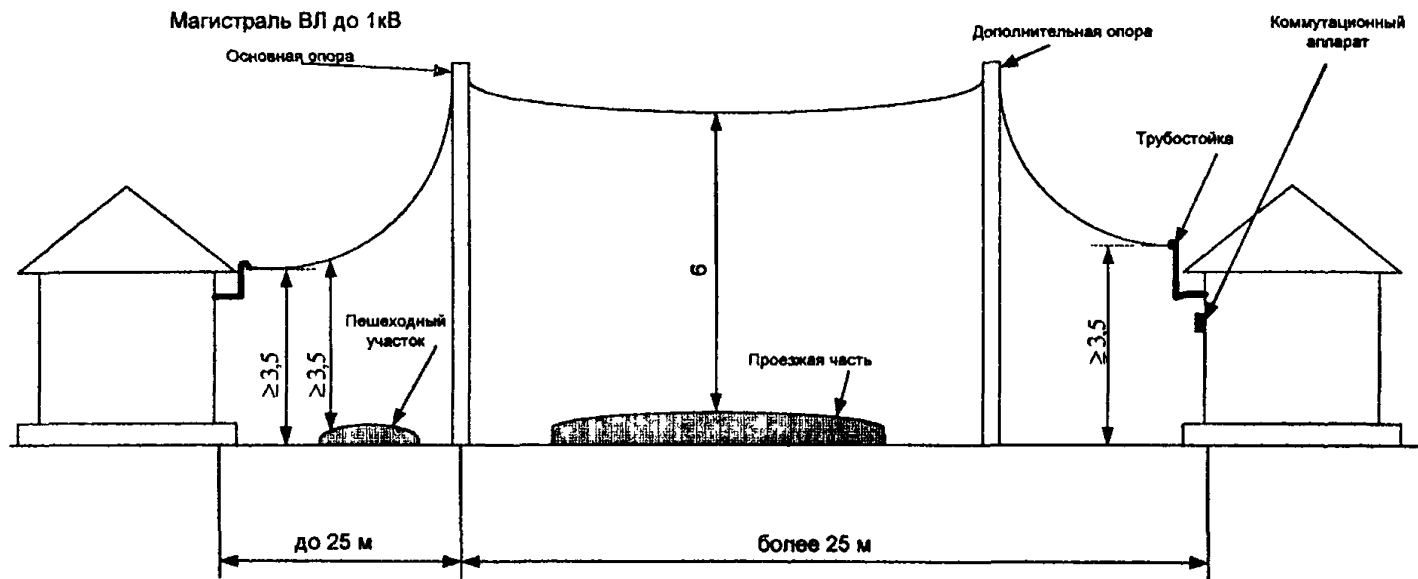 Магистраль ВЛ до 1кВ
Основная опора
Дополнительная опора
Коммутационный
аппарат
Трубостойка
Пешеходный
участок
≥3,5
≥3,5
6
Проезжая часть
≥3,5
до 25 м
более 25 м